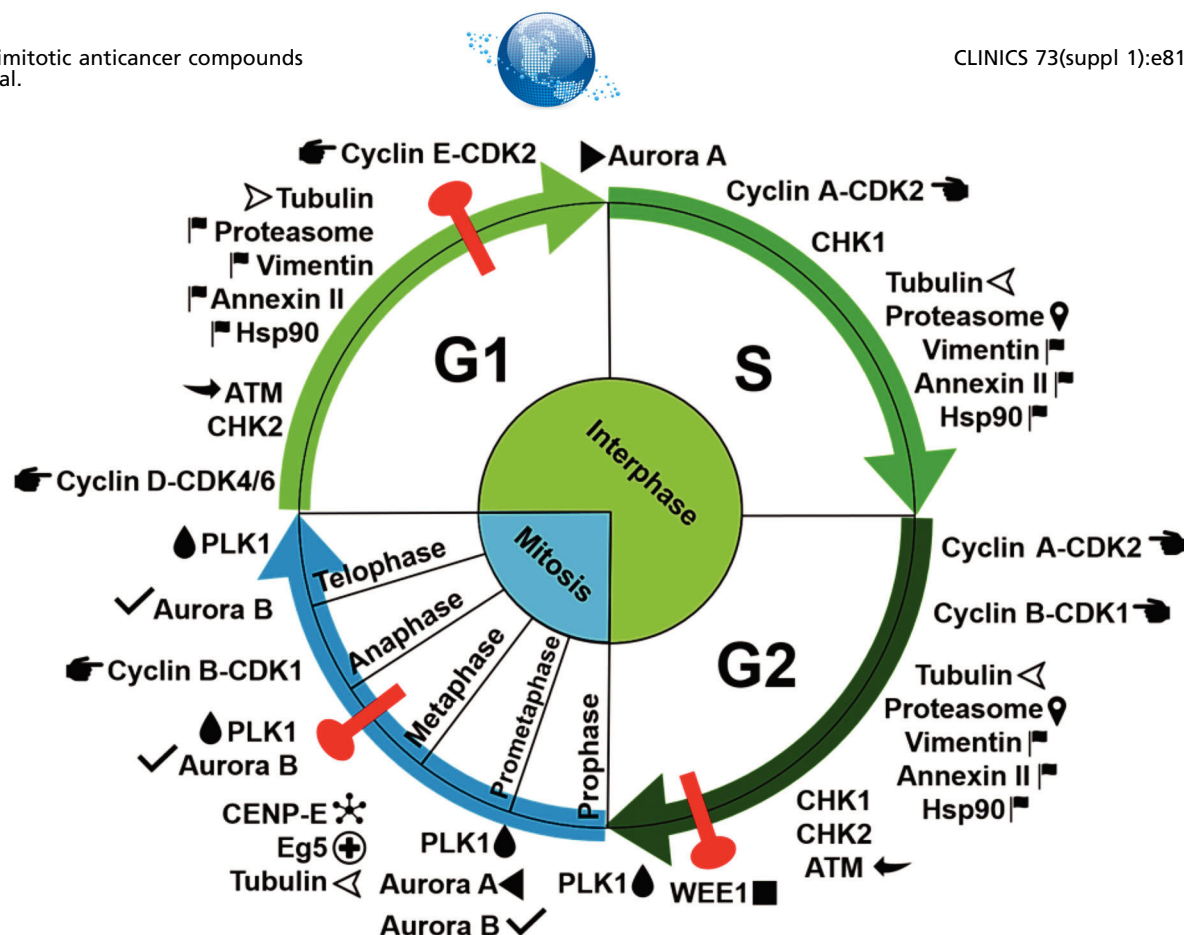 imitotic anticancer compounds
al.
CLINICS 73(suppl 1):e81
Cyclin E-CDK2
Aurora A
Tubulin
Proteasome
Vimentin
Annexin II
Hsp90
ATM
CHK2
Cyclin D-CDK4/6
Cyclin A-CDK2
CHK1
Tubulin
Proteasome
Vimentin
Annexin II
Hsp90
G1
S
Interphase
Mitosis
G2
Telophase
Anaphase
Metaphase
Prometaphase
Prophase
Cyclin A-CDK2
Cyclin B-CDK1
Tubulin
Proteasome
Vimentin
Annexin II
Hsp90
CHK1
CHK2
ATM
WEE1
PLK1
PLK1
Aurora A
Aurora B
CENP-E
Eg5
Tubulin
PLK1
Aurora B
Cyclin B-CDK1
PLK1
Aurora B